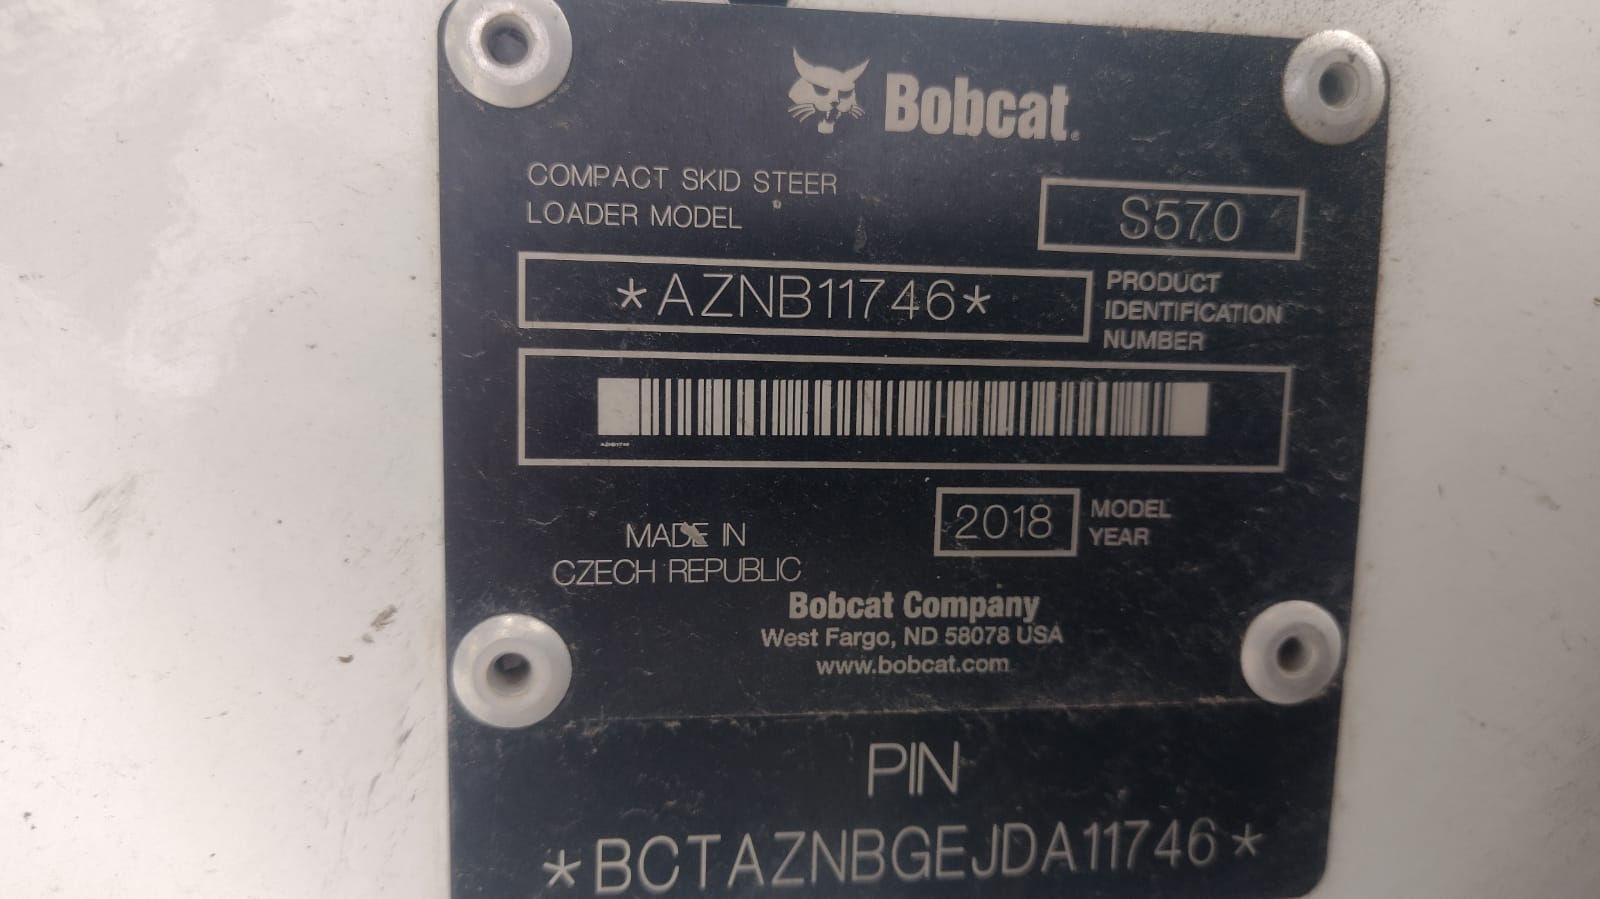 Bobcat.
COMPACT SKID STEER
LOADER MODEL
S570
*AZNB11746*
PRODUCT
IDENTIFICATION
NUMBER
AZNB11746
2018
MODEL
YEAR
MADE IN
CZECH REPUBLIC
Bobcat Company
West Fargo, ND 58078 USA
www.bobcat.com
PIN
*BCTAZNBGEJDA11746*